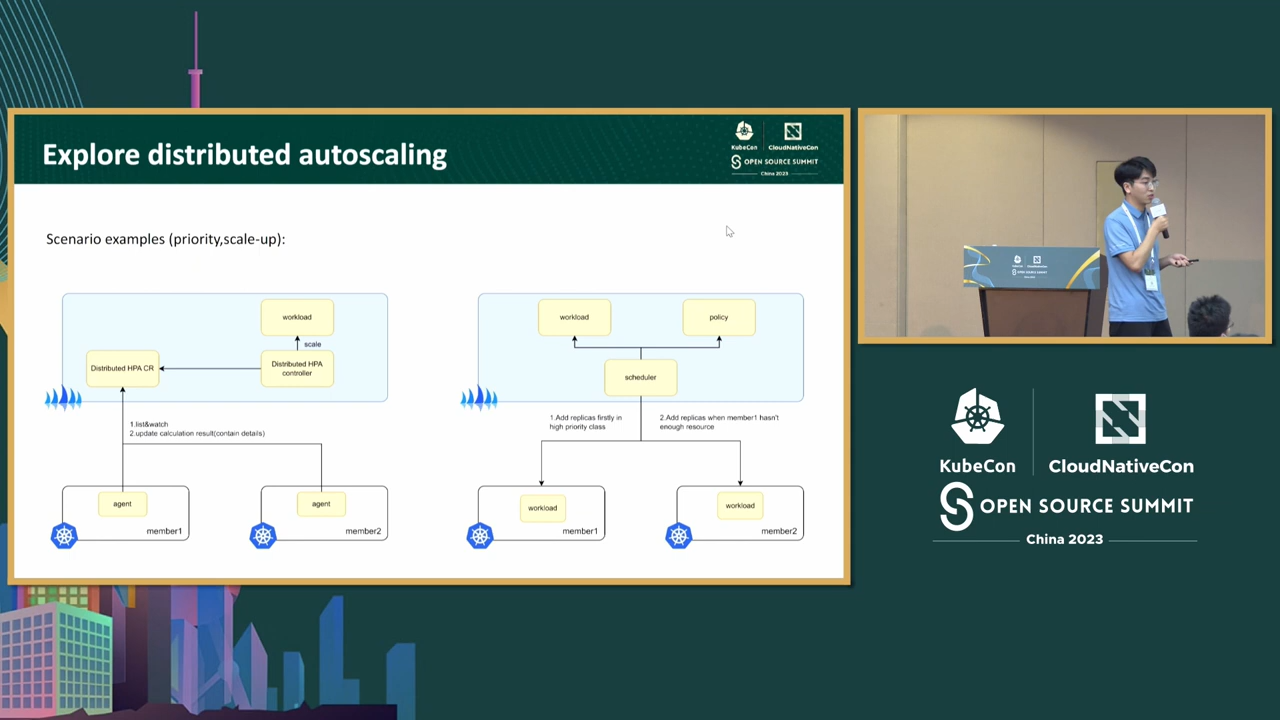 Explore distributed autoscaling
KubeCon
CloudNativeCon
OPEN SOURCE SUMMIT
China 2023
Scenario examples (priority,scale-up):
workload
scale
Distributed HPA CR
Distributed HPA
controller
1.list&watch
2.update calculation result(contain details)
agent
member1
agent
member2
workload
policy
scheduler
1.Add replicas firstly in
high priority class
2.Add replicas when member1 hasn't
enough resource
workload
member1
workload
member2
KubeCon
CloudNativeCon
OPEN SOURCE SUMMIT
China 2023